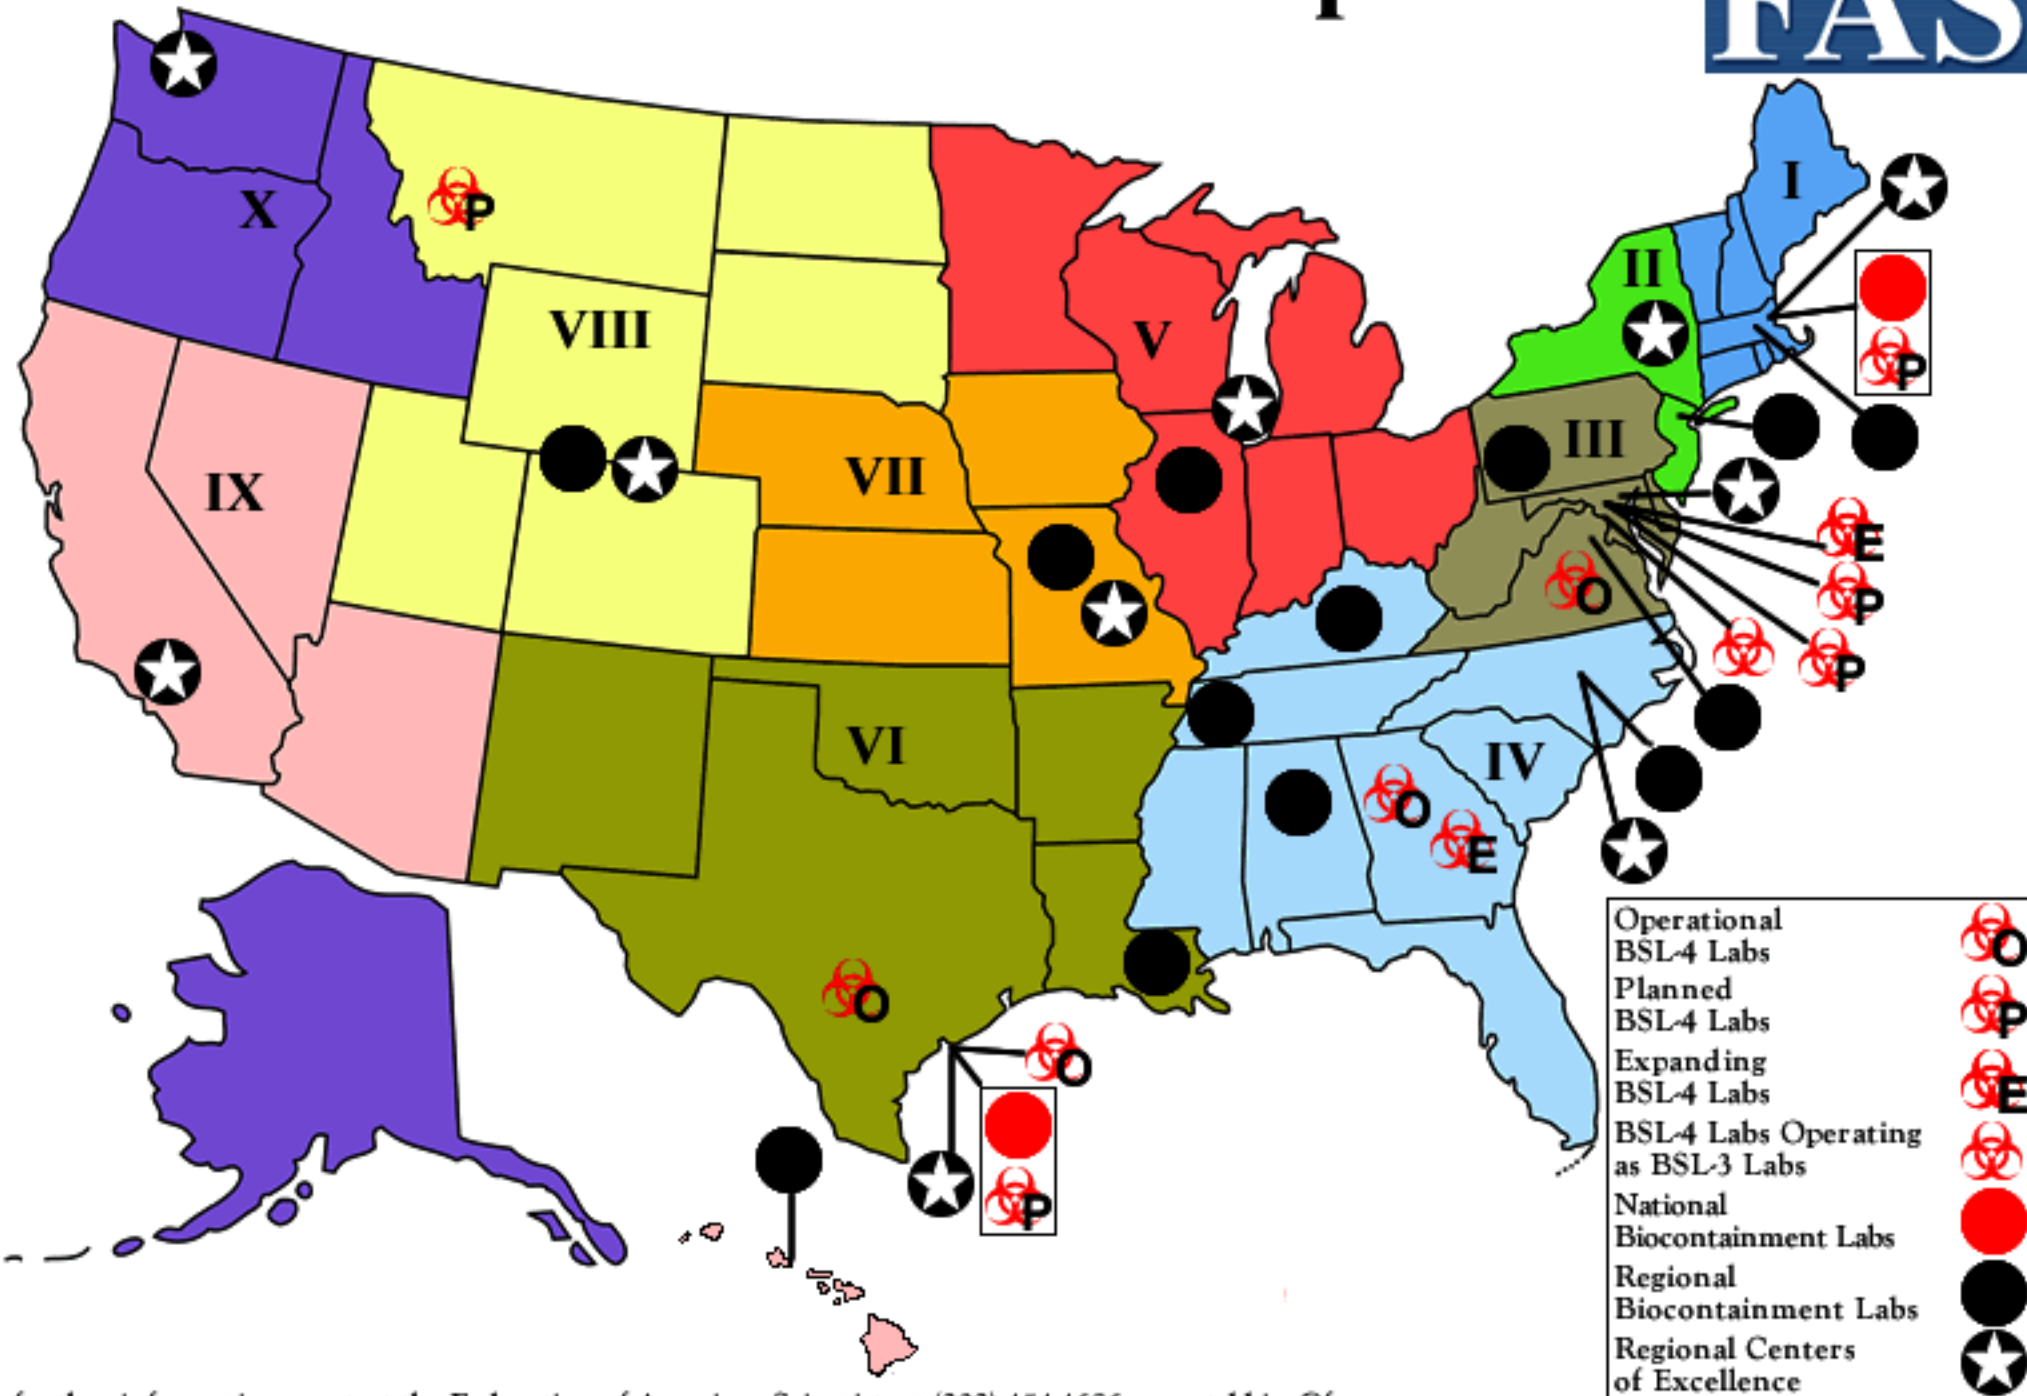 FAS
I
X
II
VIII
V
III
VII
IX
VI
IV
P
P
E
P
O
P
O
E
O
O
P
Operational
BSL-4 Labs
O
Planned
BSL-4 Labs
P
Expanding
BSL-4 Labs
E
BSL-4 Labs Operating
as BSL-3 Labs
National
Biocontainment Labs
Regional
Biocontainment Labs
Regional Centers
of Excellence